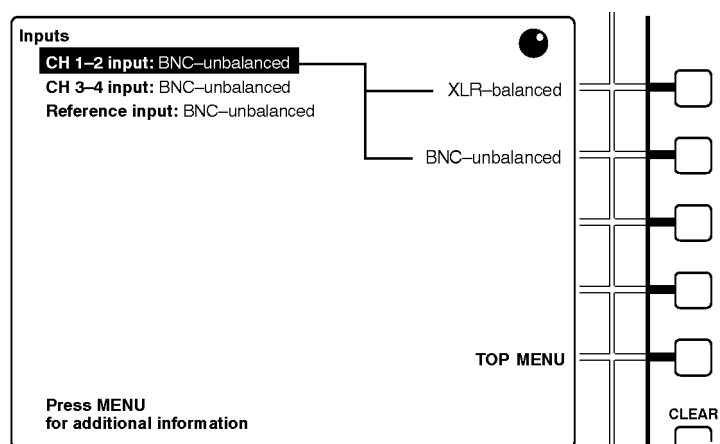 Inputs
CH 1–2 input: BNC–unbalanced
CH 3–4 input: BNC–unbalanced
Reference input: BNC–unbalanced
XLR–balanced
BNC–unbalanced
TOP MENU
Press MENU
for additional information
CLEAR